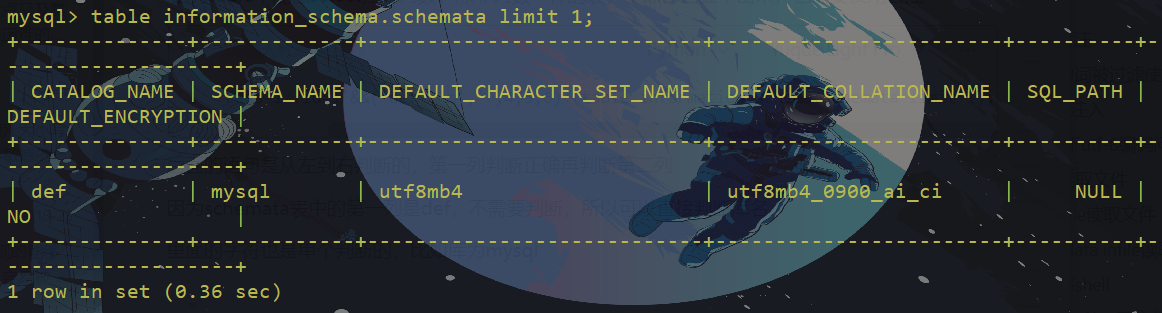 mysql> table information_schema.schemata limit 1;
+--------------+-------------+----------------------------+------------------------+----------+-
-------------------+
| CATALOG_NAME | SCHEMA_NAME | DEFAULT_CHARACTER_SET_NAME | DEFAULT_COLLATION_NAME | SQL_PATH |
DEFAULT_ENCRYPTION |
+--------------+-------------+----------------------------+------------------------+----------+-
-------------------+
| def          | mysql       | utf8mb4                    | utf8mb4_0900_ai_ci     |     NULL |
NO                 |
+--------------+-------------+----------------------------+------------------------+----------+-
-------------------+
1 row in set (0.36 sec)